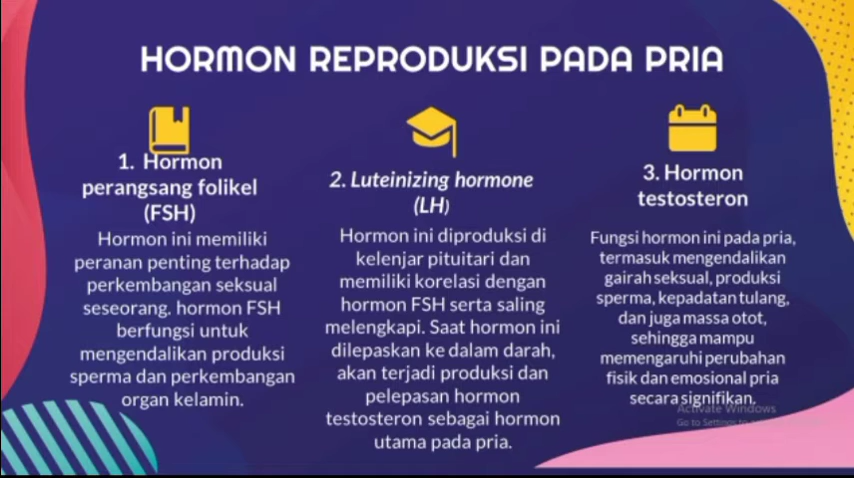 HORMON REPRODUKSI PADA PRIA
1. Hormon
perangsang folikel
(FSH)
Hormon ini memiliki
peranan penting terhadap
perkembangan seksual
seseorang. hormon FSH
berfungsi untuk
mengendalikan produksi
sperma dan perkembangan
organ kelamin.
2. Luteinizing hormone
(LH)
Hormon ini diproduksi di
kelenjar pituitari dan
memiliki korelasi dengan
hormon FSH serta saling
melengkapi. Saat hormon ini
dilepaskan ke dalam darah,
akan terjadi produksi dan
pelepasan hormon
testosteron sebagai hormon
utama pada pria.
3. Hormon
testosteron
Fungsi hormon ini pada pria,
termasuk mengendalikan
gairah seksual, produksi
sperma, kepadatan tulang,
dan juga massa otot,
sehingga mampu
memengaruhi perubahan
fisik dan emosional pria
secara signifikan.
Activate Windows
Go to Settings to